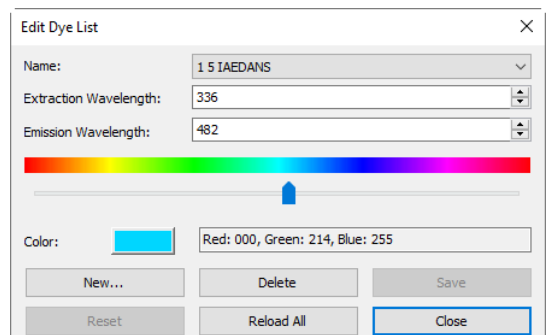 Edit Dye List
Name: 1 5 IAEDANS
Extraction Wavelength: 336
Emission Wavelength: 482
Color: Red: 000, Green: 214, Blue: 255
New... Delete Save
Reset Reload All Close